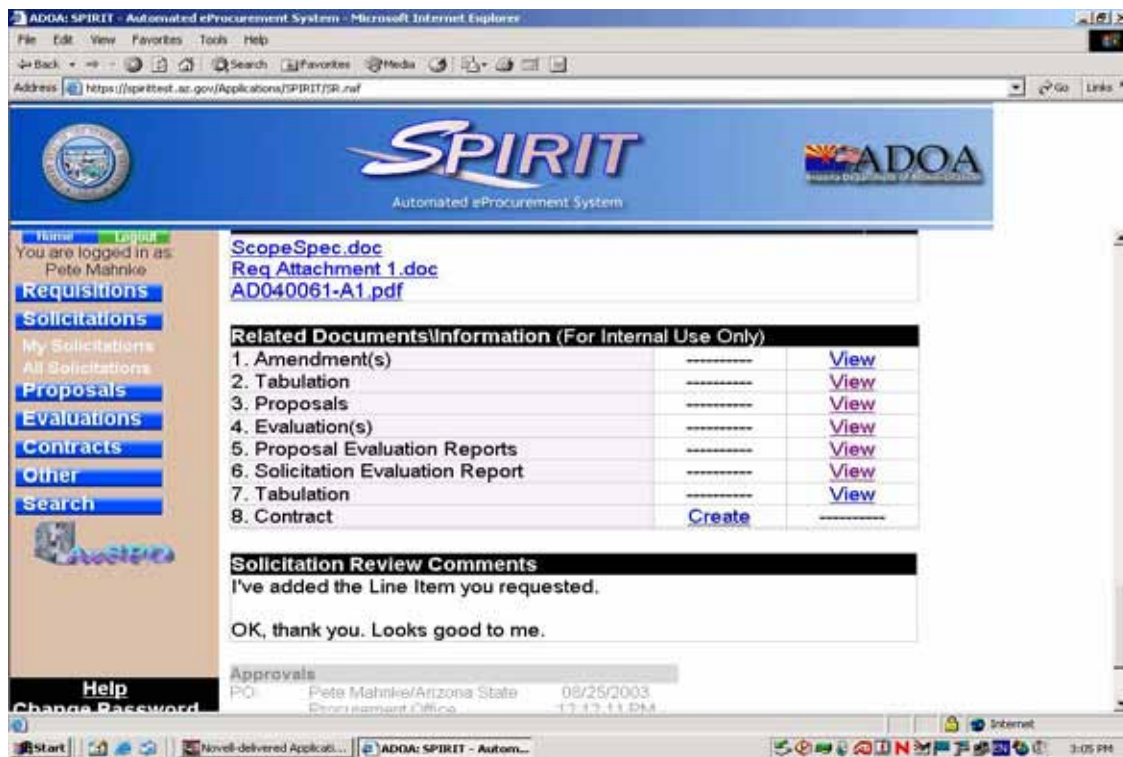 ADOA: SPIRIT - Automated eProcurement System - Microsoft Internet Explorer
File Edit View Favorites Tools Help
Back Search Favorites Media
Address https://spirittest.az.gov/Applications/SPIRIT/SR.nsf Go Links
SPIRIT
Automated eProcurement System
ADOA
Home Logout
You are logged in as:
Pete Mahnke
Requisitions
Solicitations
My Solicitations
All Solicitations
Proposals
Evaluations
Contracts
Other
Search
Help
Change Password
ScopeSpec.doc
Req Attachment 1.doc
AD040061-A1.pdf
Related Documents\Information (For Internal Use Only)
1. Amendment(s) ---------- View
2. Tabulation ---------- View
3. Proposals ---------- View
4. Evaluation(s) ---------- View
5. Proposal Evaluation Reports ---------- View
6. Solicitation Evaluation Report ---------- View
7. Tabulation ---------- View
8. Contract Create ----------
Solicitation Review Comments
I've added the Line Item you requested.
OK, thank you. Looks good to me.
Approvals
PO: Pete Mahnke/Arizona State 08/25/2003
Procurement Office 12:12:11 PM
Internet
Start Novell-delivered Applicati... ADOA: SPIRIT - Autom... 3:05 PM